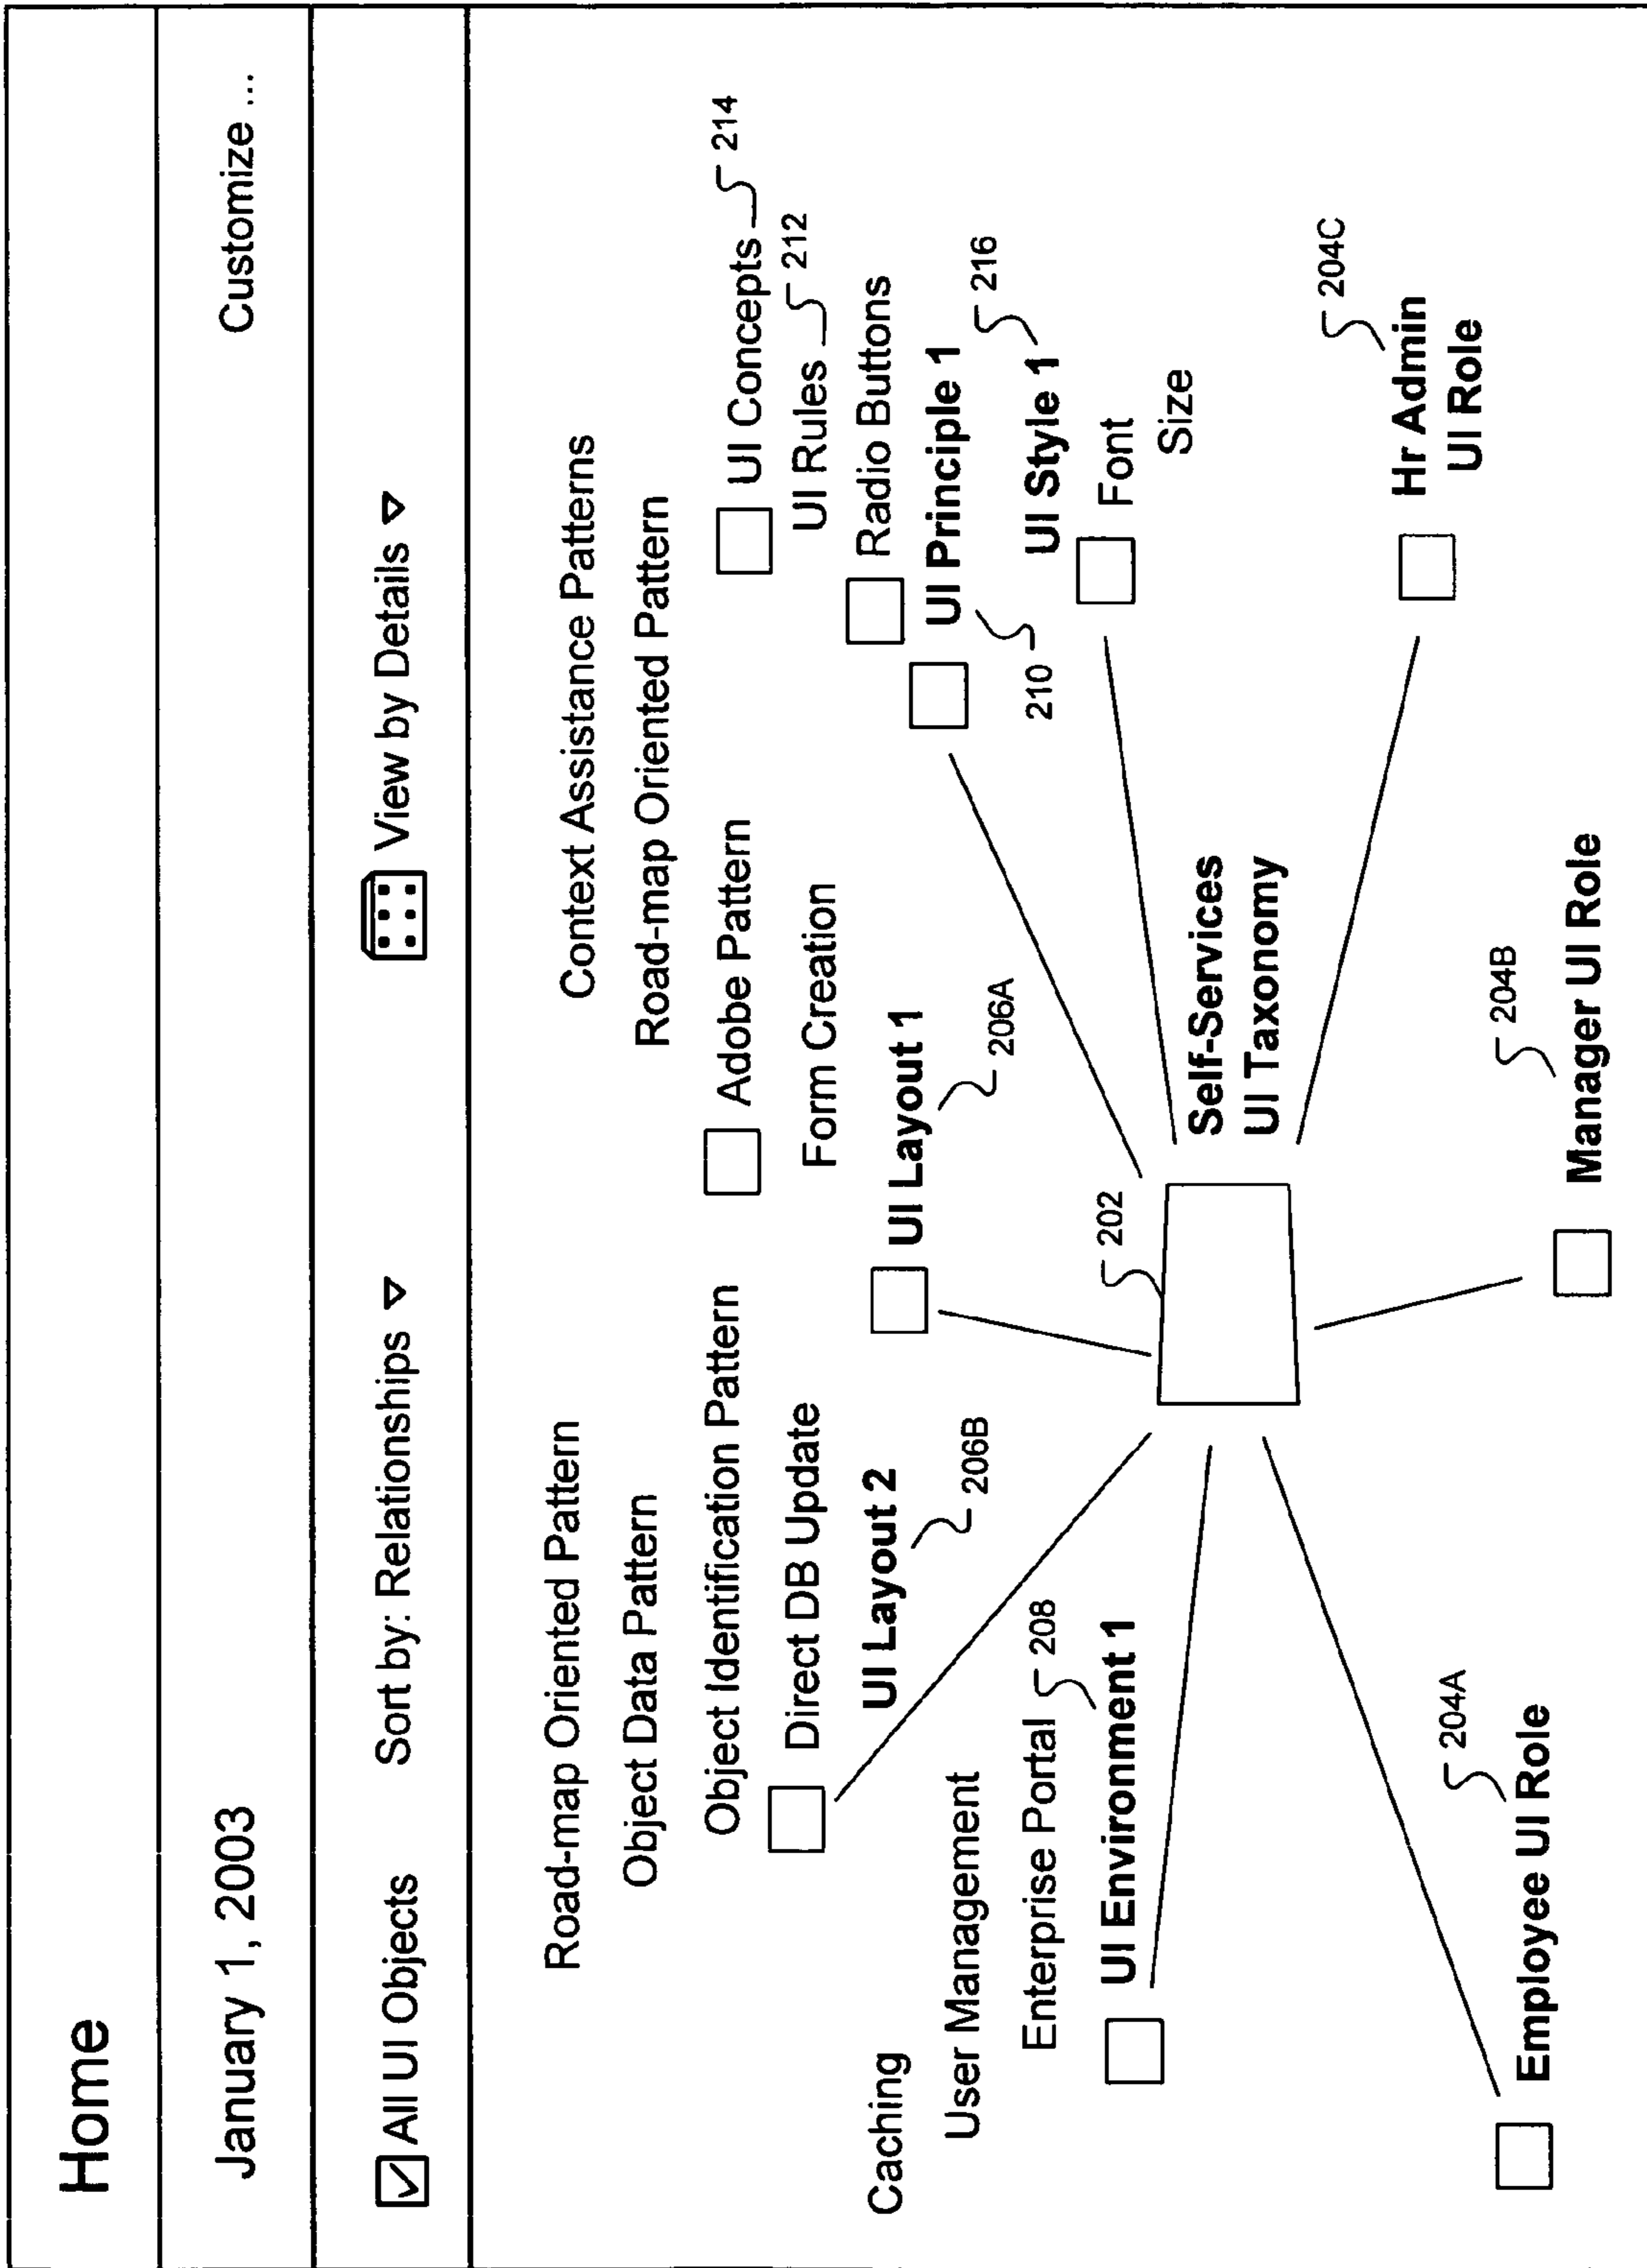 Home
January 1, 2003
Customize ...
All UI Objects
Sort by: Relationships
View by Details
Road-map Oriented Pattern
Object Data Pattern
Object Identification Pattern
Direct DB Update
UI Layout 2
206B
Context Assistance Patterns
Road-map Oriented Pattern
Adobe Pattern
Form Creation
UI Layout 1
206A
UI Concepts
214
UI Rules
212
Radio Buttons
UI Principle 1
210
UI Style 1
216
Font
Size
Caching
User Management
Enterprise Portal
208
UI Environment 1
202
Self-Services
UI Taxonomy
204A
Employee UI Role
204B
Manager UI Role
204C
Hr Admin
UI Role